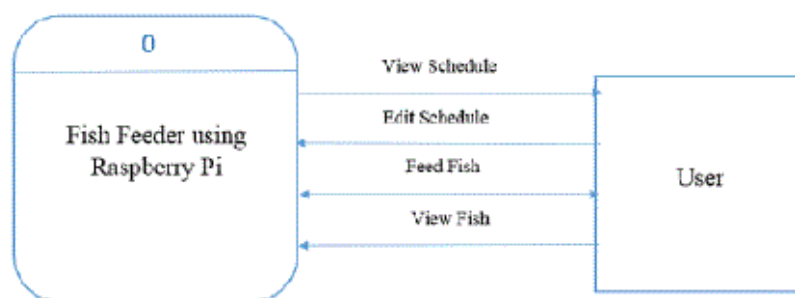 0
View Schedule
Edit Schedule
Fish Feeder using
Raspberry Pi
Feed Fish
User
View Fish